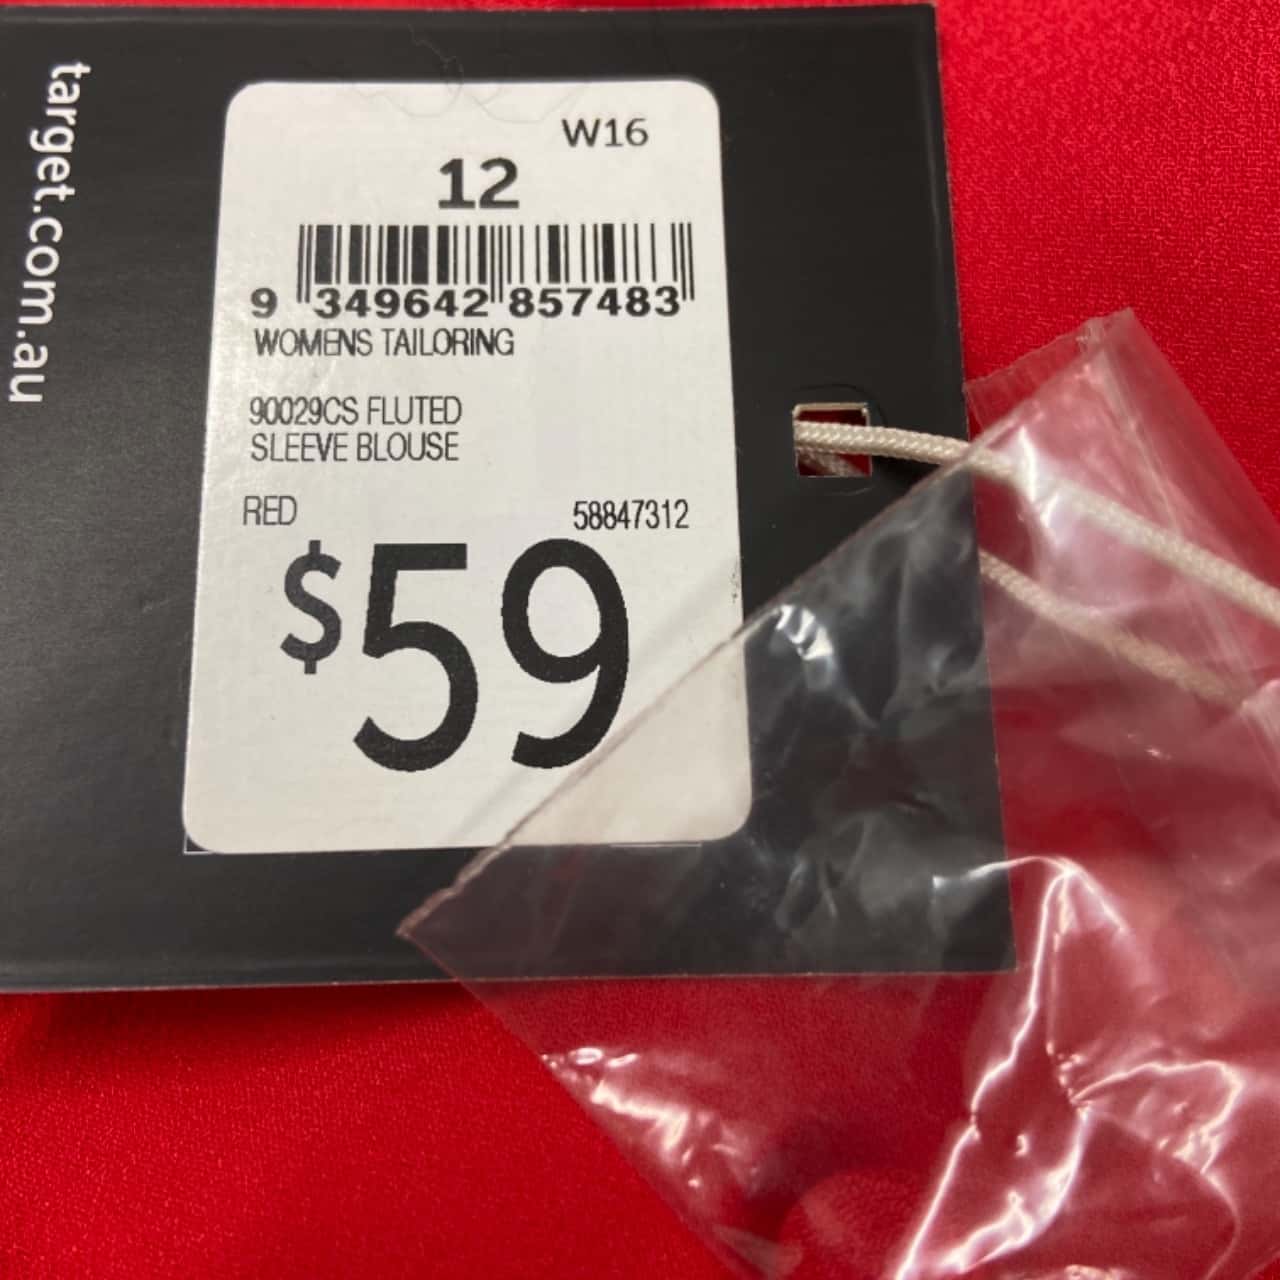 target.com.au
W16
12
9 349642 857483
WOMENS TAILORING
90029CS FLUTED
SLEEVE BLOUSE
RED 58847312
$59